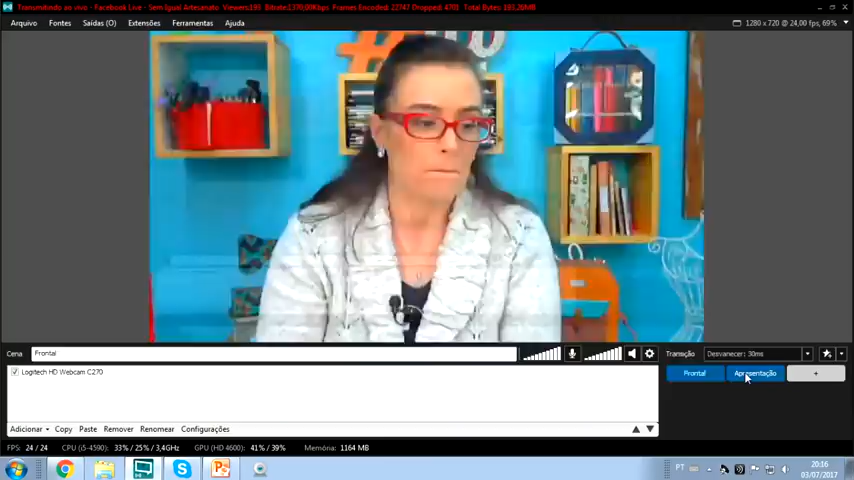 Transmitindo ao vivo - Facebook Live - Sem Igual Artesanato Viewers:193 Bitrate:1370.00Kbps Frames Encoded: 22747 Dropped: 4701 Total Bytes: 193.26MB
Arquivo Fontes Saídas (O) Extensões Ferramentas Ajuda
1280 x 720 @ 24,00 fps, 69%
Cena Frontal
Transição Desvanecer: 30ms
Logitech HD Webcam C270
Frontal Apresentação +
Adicionar Copy Paste Remover Renomear Configurações
FPS: 24 / 24 CPU (i5-4590): 33% / 25% / 3,4GHz GPU (HD 4600): 41% / 39% Memória: 1164 MB
PT
20:16
03/07/2017